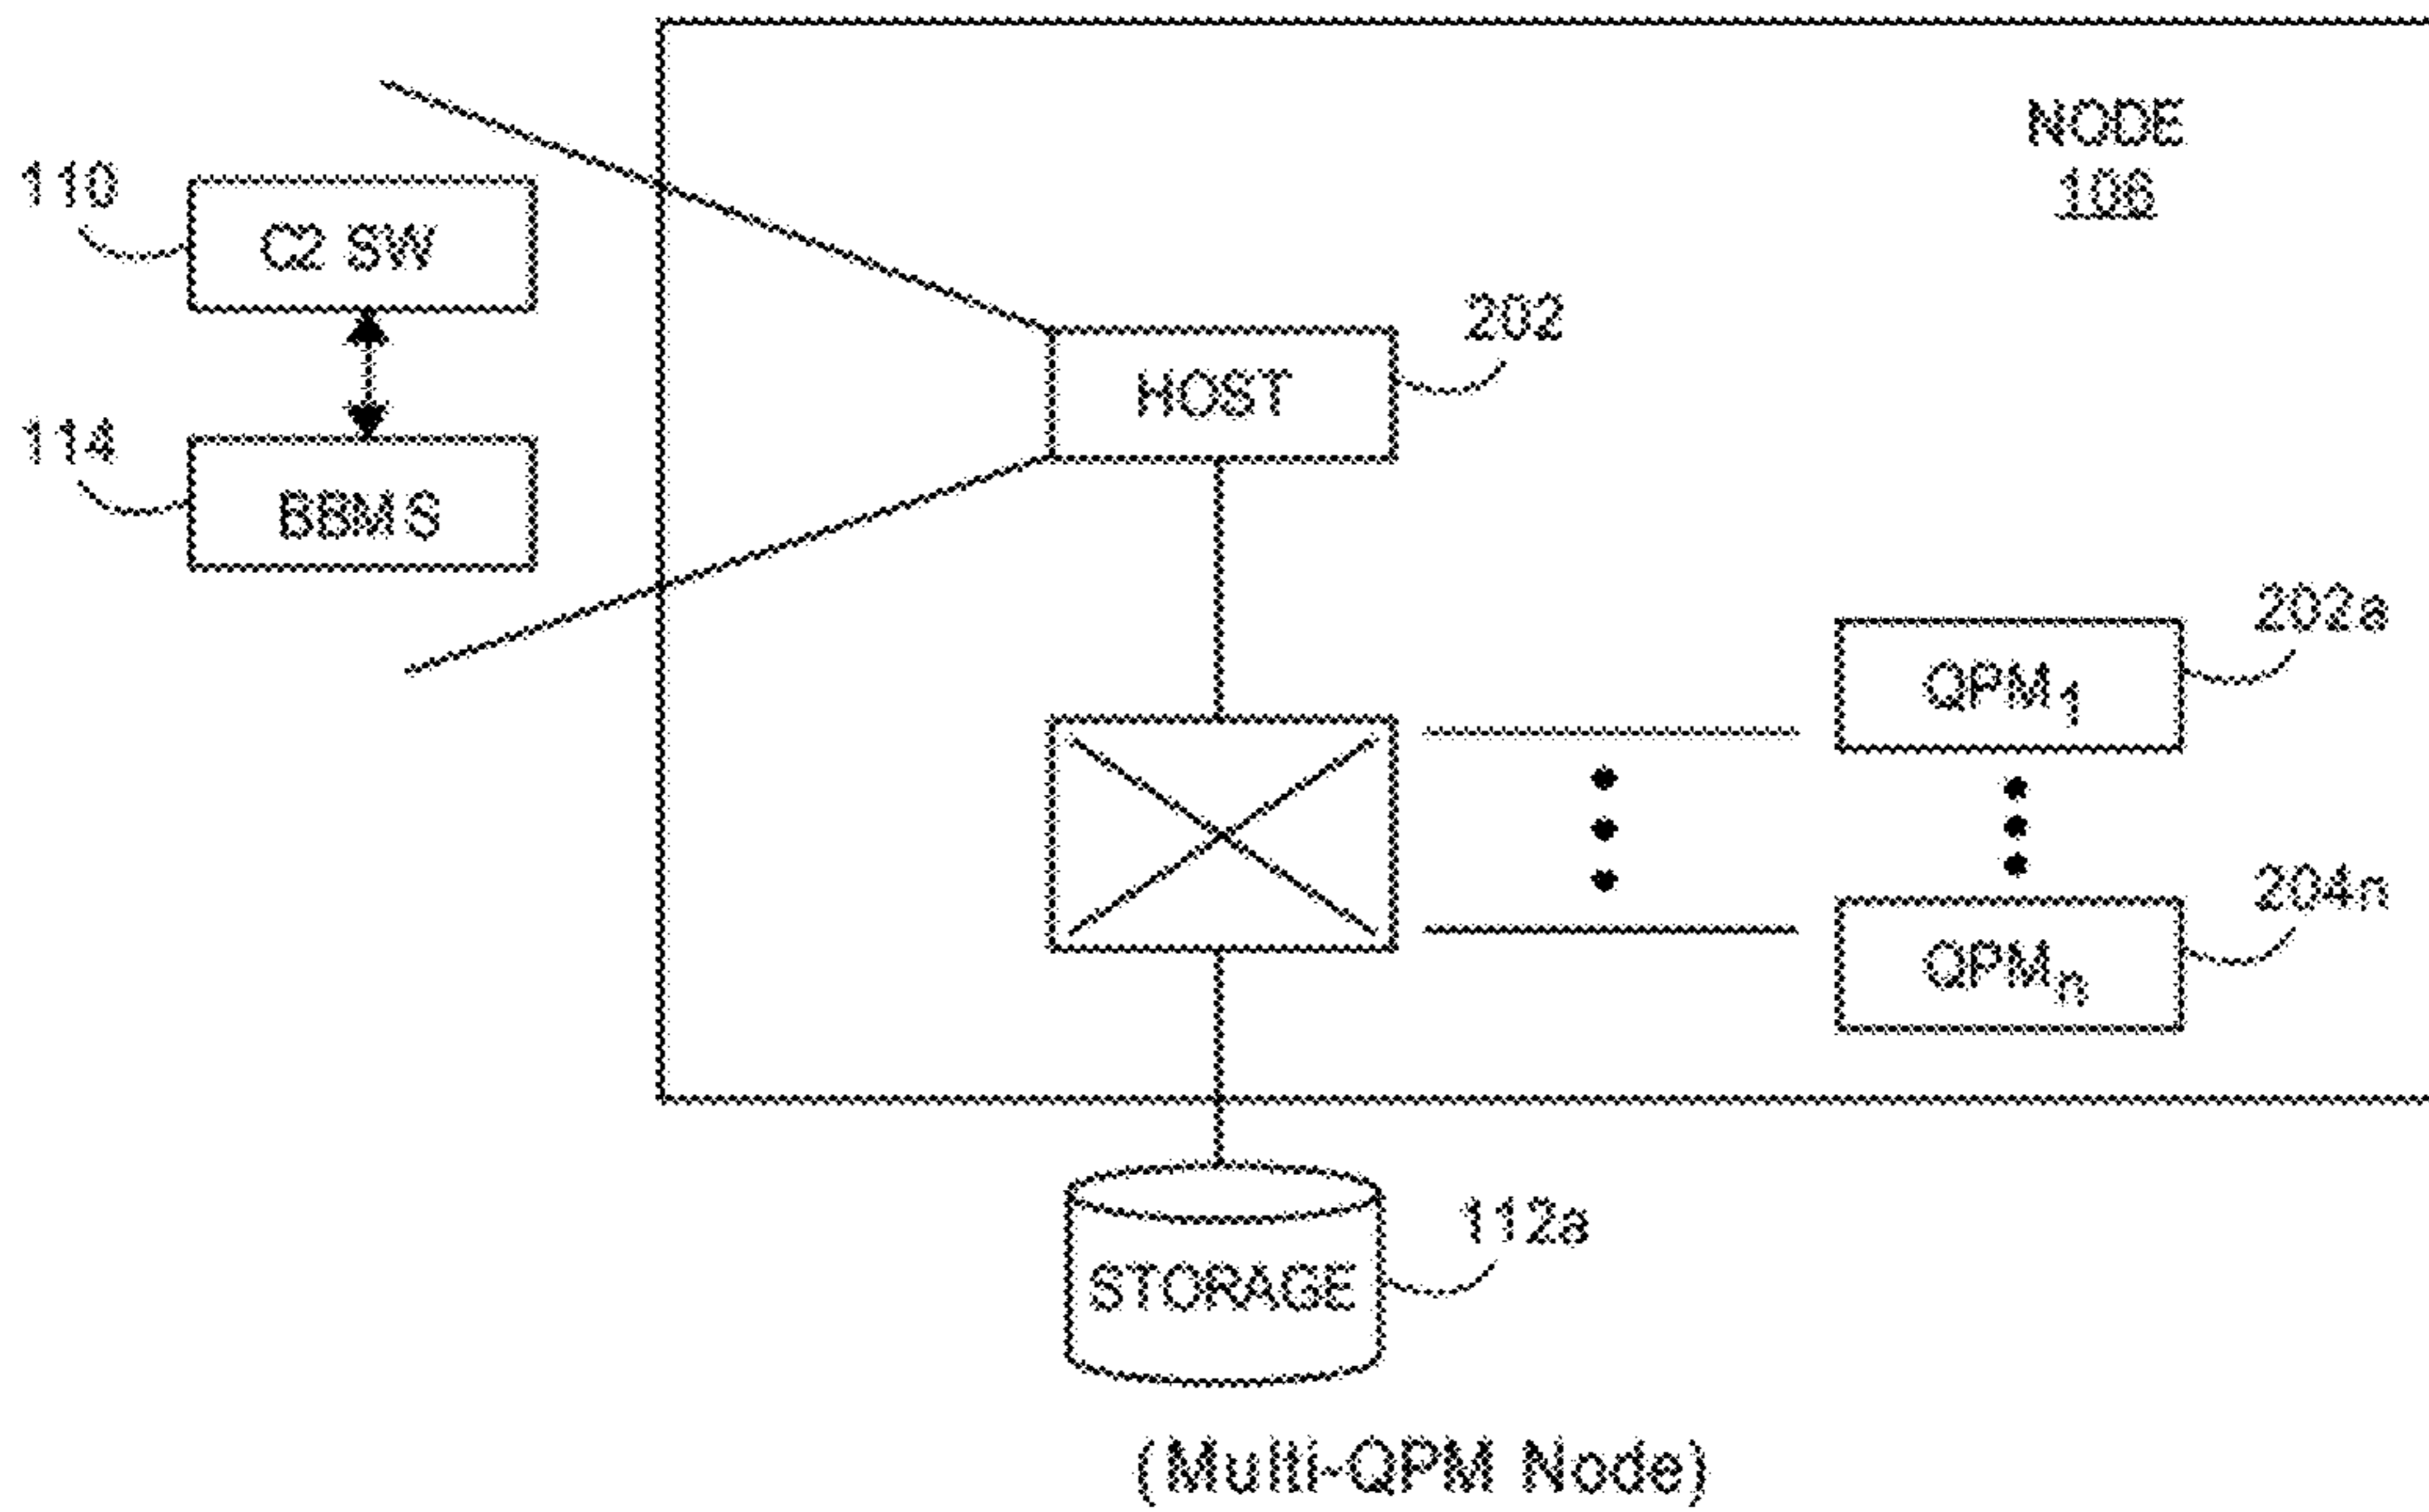 NODE
106
110
C2 SW
202
HOST
114
BBMS
202a
QPM1
204n
QPMn
112a
STORAGE
(Multi-QPM Node)